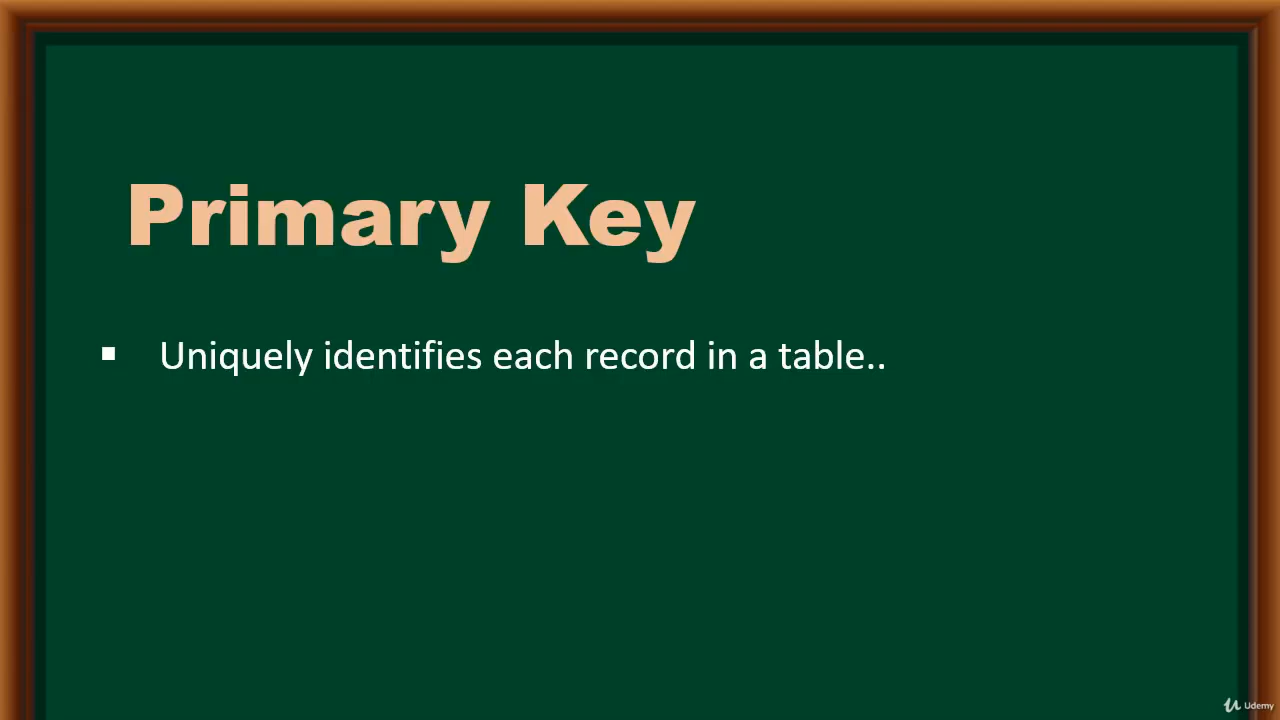 Primary Key
▪ Uniquely identifies each record in a table..
Udemy